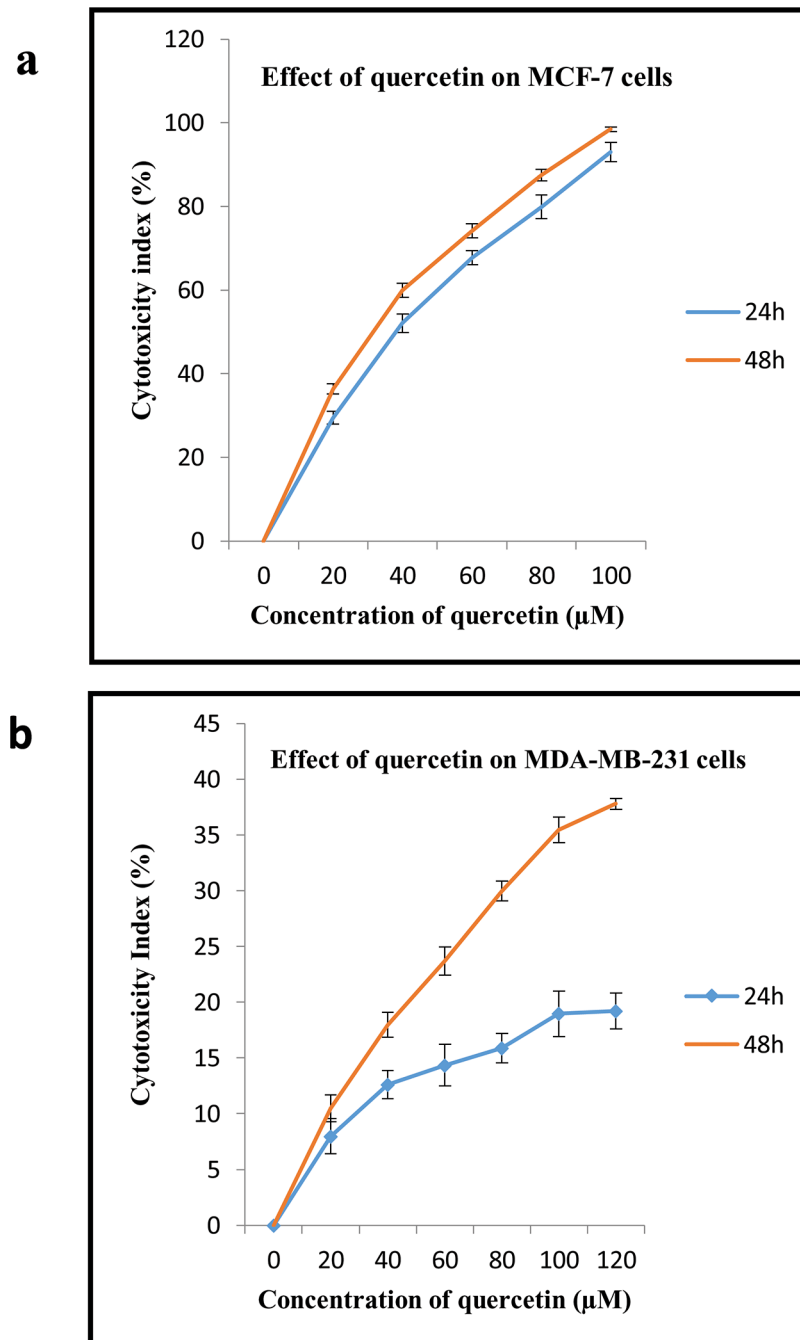 a
Effect of quercetin on MCF-7 cells
120
100
80
60
40
20
0
Cytotoxicity index (%)
0 20 40 60 80 100
Concentration of quercetin (µM)
24h
48h
b
Effect of quercetin on MDA-MB-231 cells
45
40
35
30
25
20
15
10
5
0
Cytotoxicity Index (%)
0 20 40 60 80 100 120
Concentration of quercetin (µM)
24h
48h